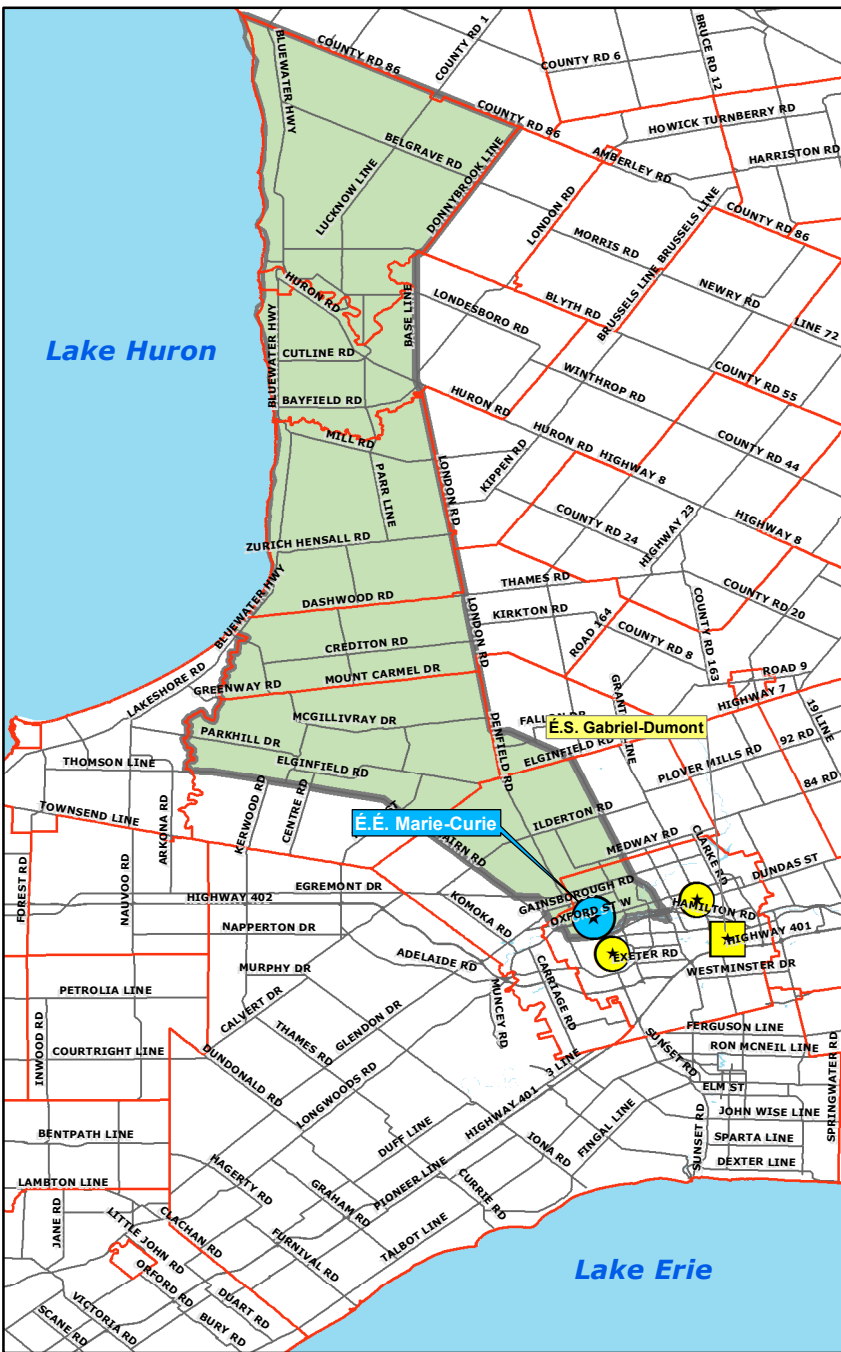 COUNTY RD 1
BLUEWATER HWY
COUNTY RD 86
COUNTY RD 6
BRUCE RD 12
COUNTY RD 86
HOWICK TURNBERRY RD
BELGRAVE RD
AMBERLEY RD
HARRISTON RD
LUCKNOW LINE
DONNYBROOK LINE
LONDON RD
COUNTY RD 86
MORRIS RD
BRUSSELS LINE
BRUSSELS LINE
NEWRY RD
HURON RD
BASE LINE
LONDESBORO RD
BLYTH RD
LINE 72
Lake Huron
BLUEWATER HWY
CUTLINE RD
WINTHROP RD
COUNTY RD 55
BAYFIELD RD
HURON RD
MILL RD
HURON RD
HIGHWAY 8
COUNTY RD 44
PARR LINE
LONDON RD
KIPPEN RD
HIGHWAY 23
HIGHWAY 8
ZURICH HENSALL RD
COUNTY RD 24
BLUEWATER HWY
DASHWOOD RD
THAMES RD
COUNTY RD 20
LONDON RD
KIRKTON RD
ROAD 164
COUNTY RD 163
CREDITON RD
COUNTY RD 8
LAKESHORE RD
GREENWAY RD
MOUNT CARMEL DR
ROAD 9
HIGHWAY 7
MCGILLIVRAY DR
DENFIELD RD
19 LINE
É.S. Gabriel-Dumont
PARKHILL DR
ELGINFIELD RD
92 RD
THOMSON LINE
ELGINFIELD RD
PLOVER MILLS RD
84 RD
TOWNSEND LINE
ARKONA RD
KERWOOD RD
CENTRE RD
É.É. Marie-Curie
ILDERTON RD
MEDWAY RD
CLARKE RD
DUNDAS ST
FOREST RD
NAUVOO RD
EGREMONT DR
GAINSBOROUGH RD
HIGHWAY 402
KOMOKA RD
OXFORD ST W
HAMILTON RD
NAPPERTON DR
HIGHWAY 401
ADELAIDE RD
EXETER RD
MURPHY DR
WESTMINSTER DR
PETROLIA LINE
CALVERT DR
MUNCEY RD
CARRIAGE RD
INWOOD RD
GLENDON DR
FERGUSON LINE
COURTRIGHT LINE
THAMES RD
SUNSET RD
RON MCNEIL LINE
DUNDONALD RD
3 LINE
ELM ST
SPRINGWATER RD
LONGWOODS RD
HIGHWAY 401
JOHN WISE LINE
BENTPATH LINE
DUFF LINE
FINGAL LINE
SPARTA LINE
IONA RD
SUNSET RD
DEXTER LINE
LAMBTON LINE
HAGERTY RD
PIONEER LINE
GRAHAM RD
CURRIE RD
JANE RD
LITTLE JOHN RD
CLACHAN RD
FURNIVAL RD
TALBOT LINE
ORFORD RD
Lake Erie
VICTORIA RD
DUART RD
SCANE RD
BURY RD